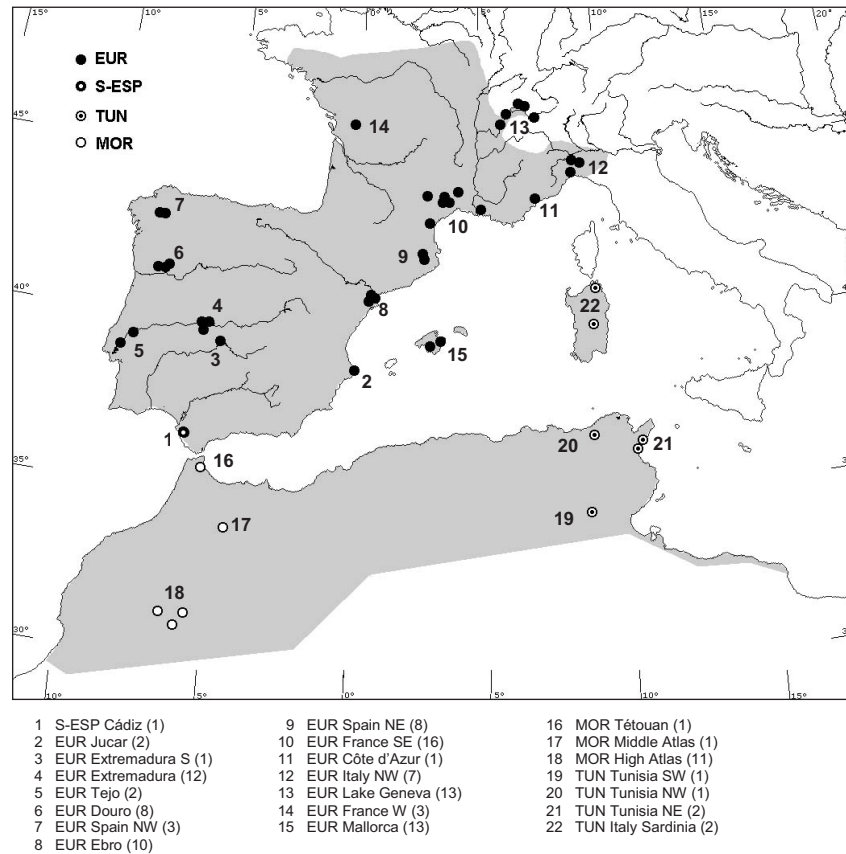 15°
10°
5°
0°
5°
10°
15°
20°
EUR
S-ESP
TUN
MOR
45°
45°
14
13
12
11
7
10
9
6
40°
40°
22
8
4
5
3
15
2
1
20
21
16
35°
35°
19
17
18
30°
30°
10°
5°
0°
5°
10°
15°
1 S-ESP Cádiz (1)
2 EUR Jucar (2)
3 EUR Extremadura S (1)
4 EUR Extremadura (12)
5 EUR Tejo (2)
6 EUR Douro (8)
7 EUR Spain NW (3)
8 EUR Ebro (10)
9 EUR Spain NE (8)
10 EUR France SE (16)
11 EUR Côte d'Azur (1)
12 EUR Italy NW (7)
13 EUR Lake Geneva (13)
14 EUR France W (3)
15 EUR Mallorca (13)
16 MOR Tétouan (1)
17 MOR Middle Atlas (1)
18 MOR High Atlas (11)
19 TUN Tunisia SW (1)
20 TUN Tunisia NW (1)
21 TUN Tunisia NE (2)
22 TUN Italy Sardinia (2)